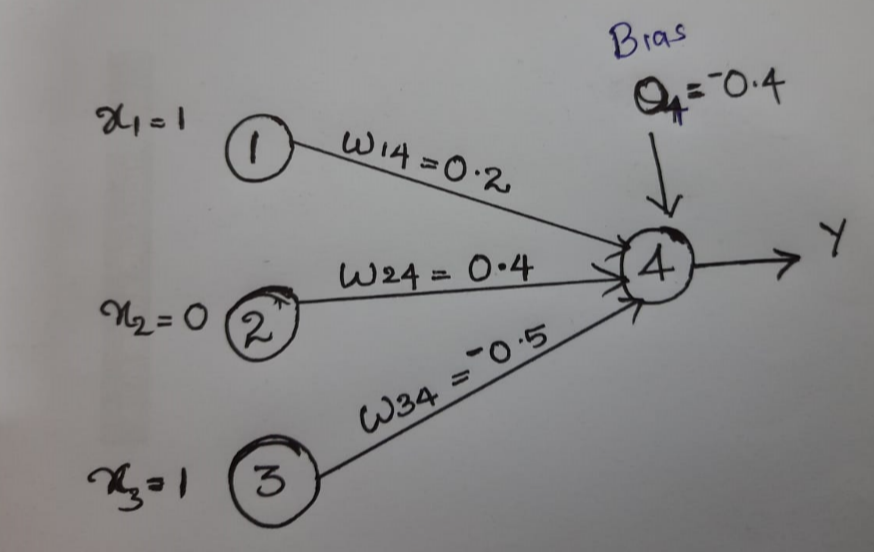 Bias
Θ4 = -0.4
x1 = 1
1
w14 = 0.2
4
Y
w24 = 0.4
x2 = 0
2
w34 = -0.5
x3 = 1
3